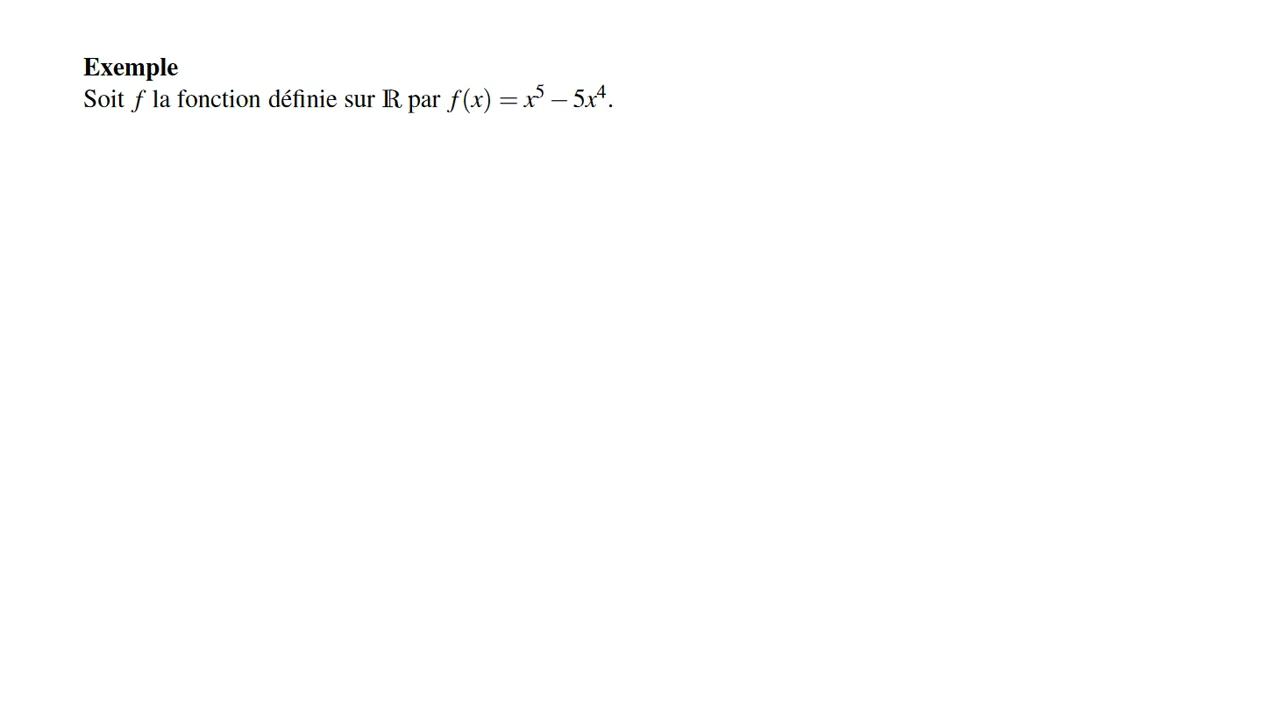 Exemple
Soit f la fonction définie sur ℝ par f(x) = x⁵ − 5x⁴.